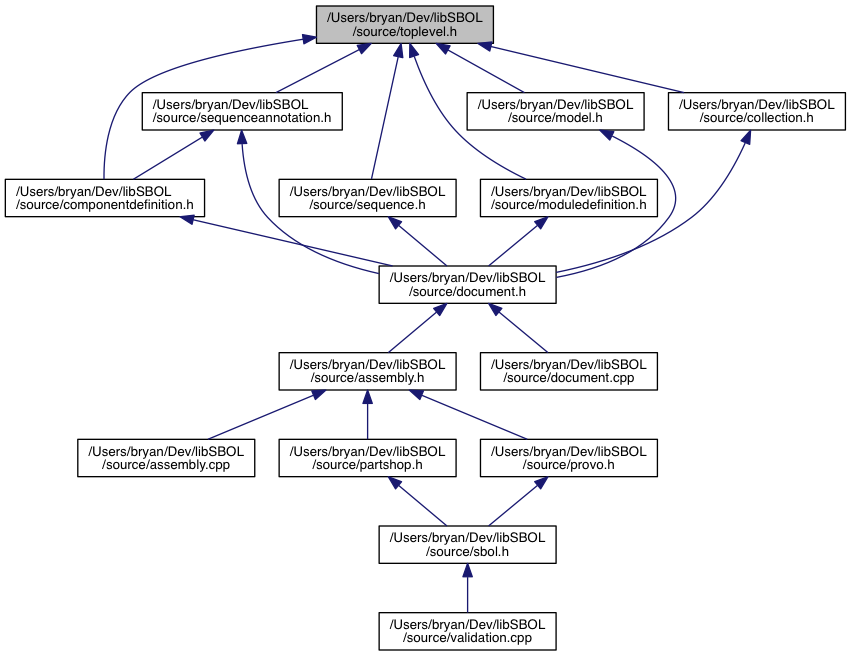 /Users/bryan/Dev/libSBOL
/source/toplevel.h
/Users/bryan/Dev/libSBOL
/source/sequenceannotation.h
/Users/bryan/Dev/libSBOL
/source/model.h
/Users/bryan/Dev/libSBOL
/source/collection.h
/Users/bryan/Dev/libSBOL
/source/componentdefinition.h
/Users/bryan/Dev/libSBOL
/source/sequence.h
/Users/bryan/Dev/libSBOL
/source/moduledefinition.h
/Users/bryan/Dev/libSBOL
/source/document.h
/Users/bryan/Dev/libSBOL
/source/assembly.h
/Users/bryan/Dev/libSBOL
/source/document.cpp
/Users/bryan/Dev/libSBOL
/source/assembly.cpp
/Users/bryan/Dev/libSBOL
/source/partshop.h
/Users/bryan/Dev/libSBOL
/source/provo.h
/Users/bryan/Dev/libSBOL
/source/sbol.h
/Users/bryan/Dev/libSBOL
/source/validation.cpp